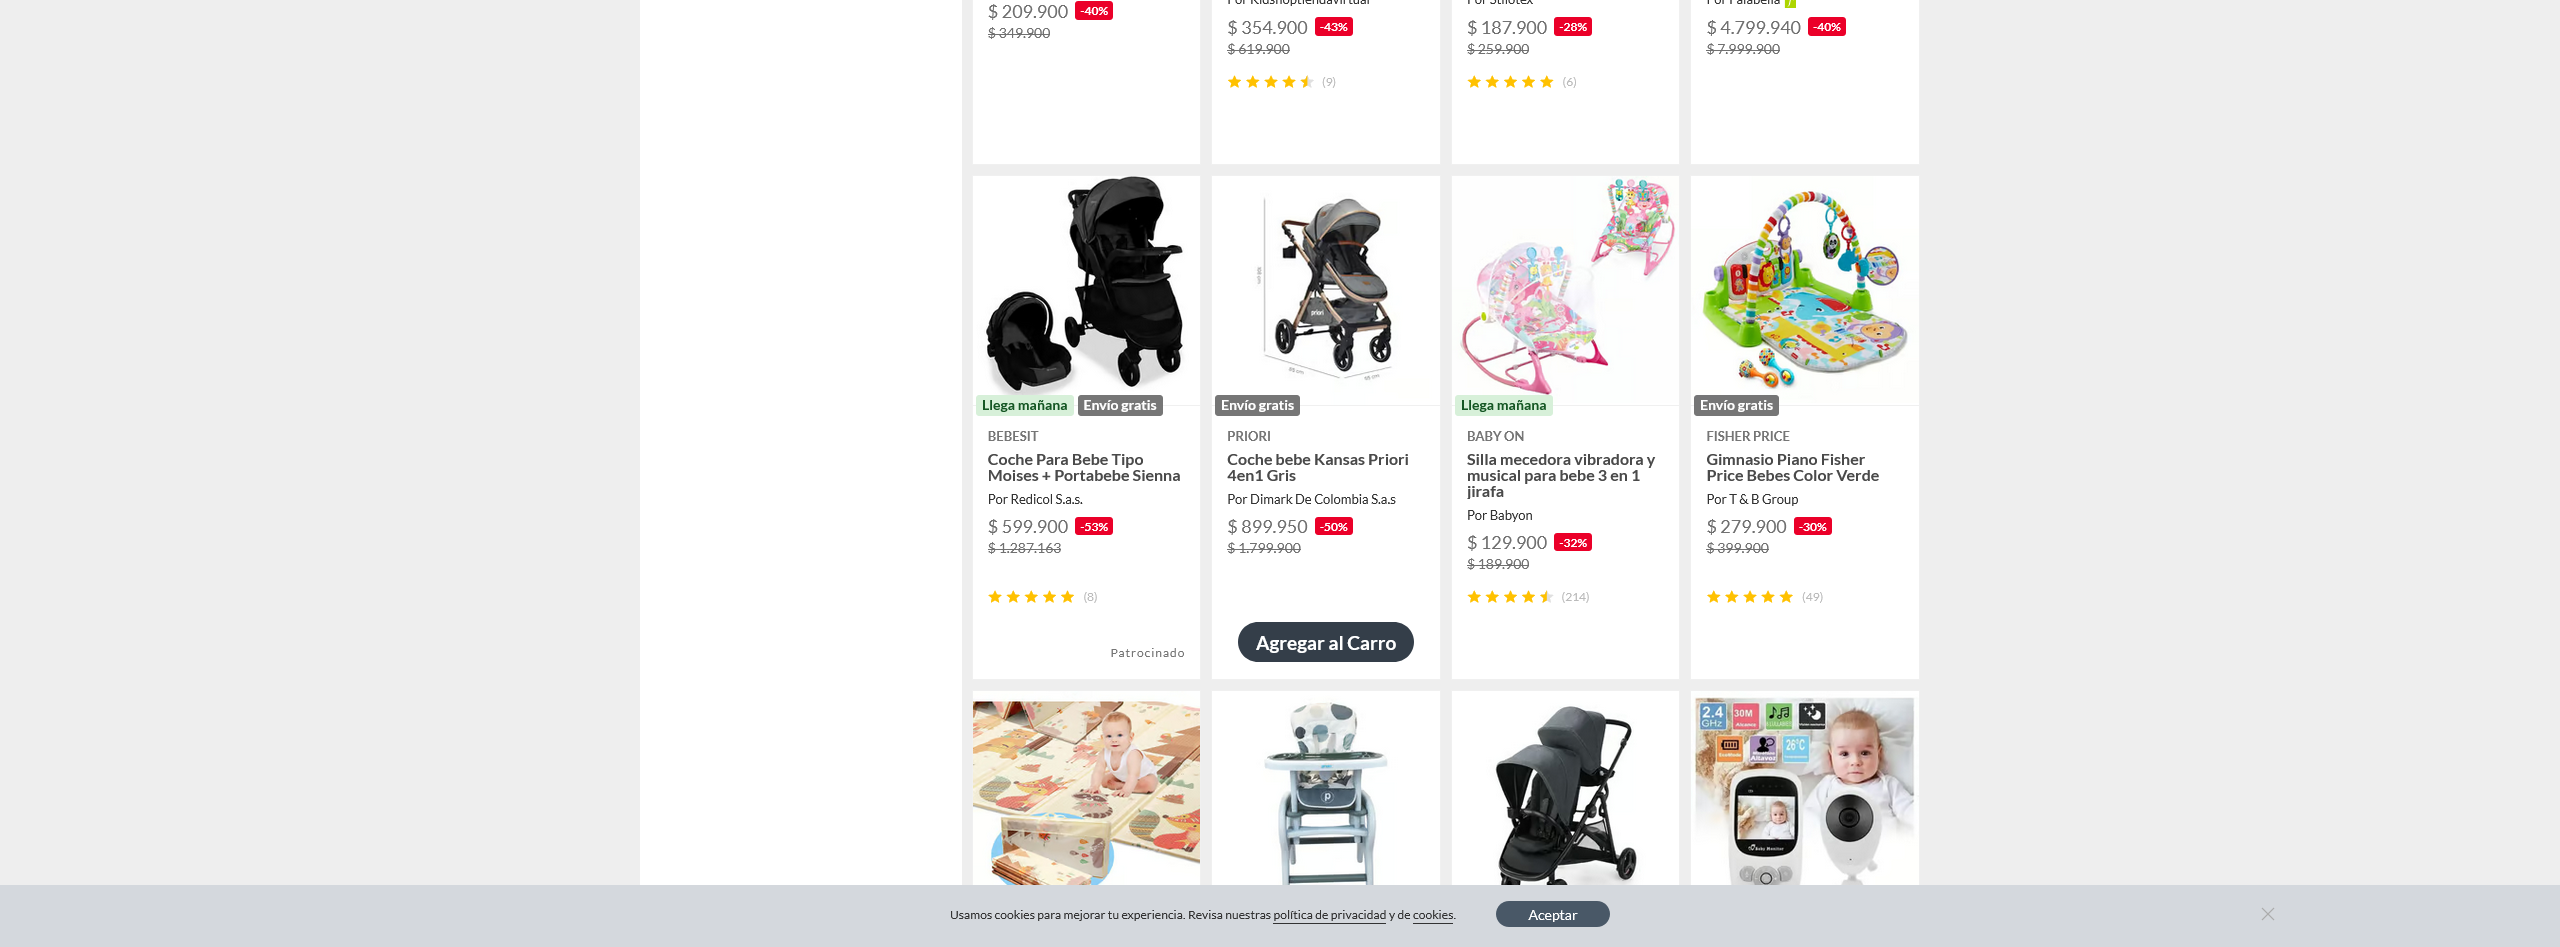 $ 209.900 -40%
$ 349.900
Por Kidshoptiendavirtual
$ 354.900 -43%
$ 619.900
(9)
Por Stilotex
$ 187.900 -28%
$ 259.900
(6)
Por Falabella
$ 4.799.940 -40%
$ 7.999.900
Llega mañana Envío gratis
BEBESIT
Coche Para Bebe Tipo
Moises + Portabebe Sienna
Por Redicol S.a.s.
$ 599.900 -53%
$ 1.287.163
(8)
Patrocinado
priori
Envío gratis
PRIORI
Coche bebe Kansas Priori
4en1 Gris
Por Dimark De Colombia S.a.s
$ 899.950 -50%
$ 1.799.900
Agregar al Carro
Llega mañana
BABY ON
Silla mecedora vibradora y
musical para bebe 3 en 1
jirafa
Por Babyon
$ 129.900 -32%
$ 189.900
(214)
Envío gratis
FISHER PRICE
Gimnasio Piano Fisher
Price Bebes Color Verde
Por T & B Group
$ 279.900 -30%
$ 399.900
(49)
2.4
GHz
30M
Alcance
26°C
Altavoz
Baby Monitor
Usamos cookies para mejorar tu experiencia. Revisa nuestras política de privacidad y de cookies.
Aceptar